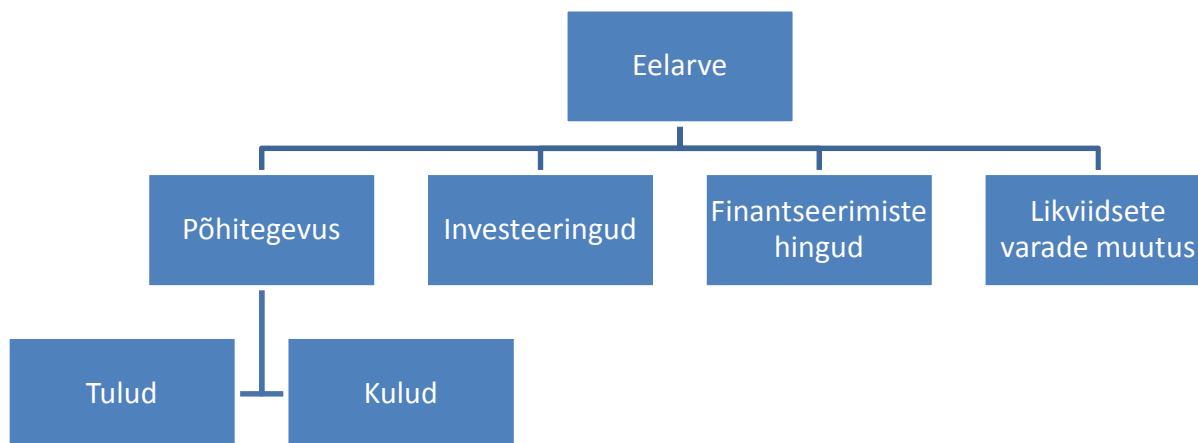 Eelarve
Põhitegevus
Investeeringud
Finantseerimiste
hingud
Likviidsete
varade muutus
Tulud
Kulud